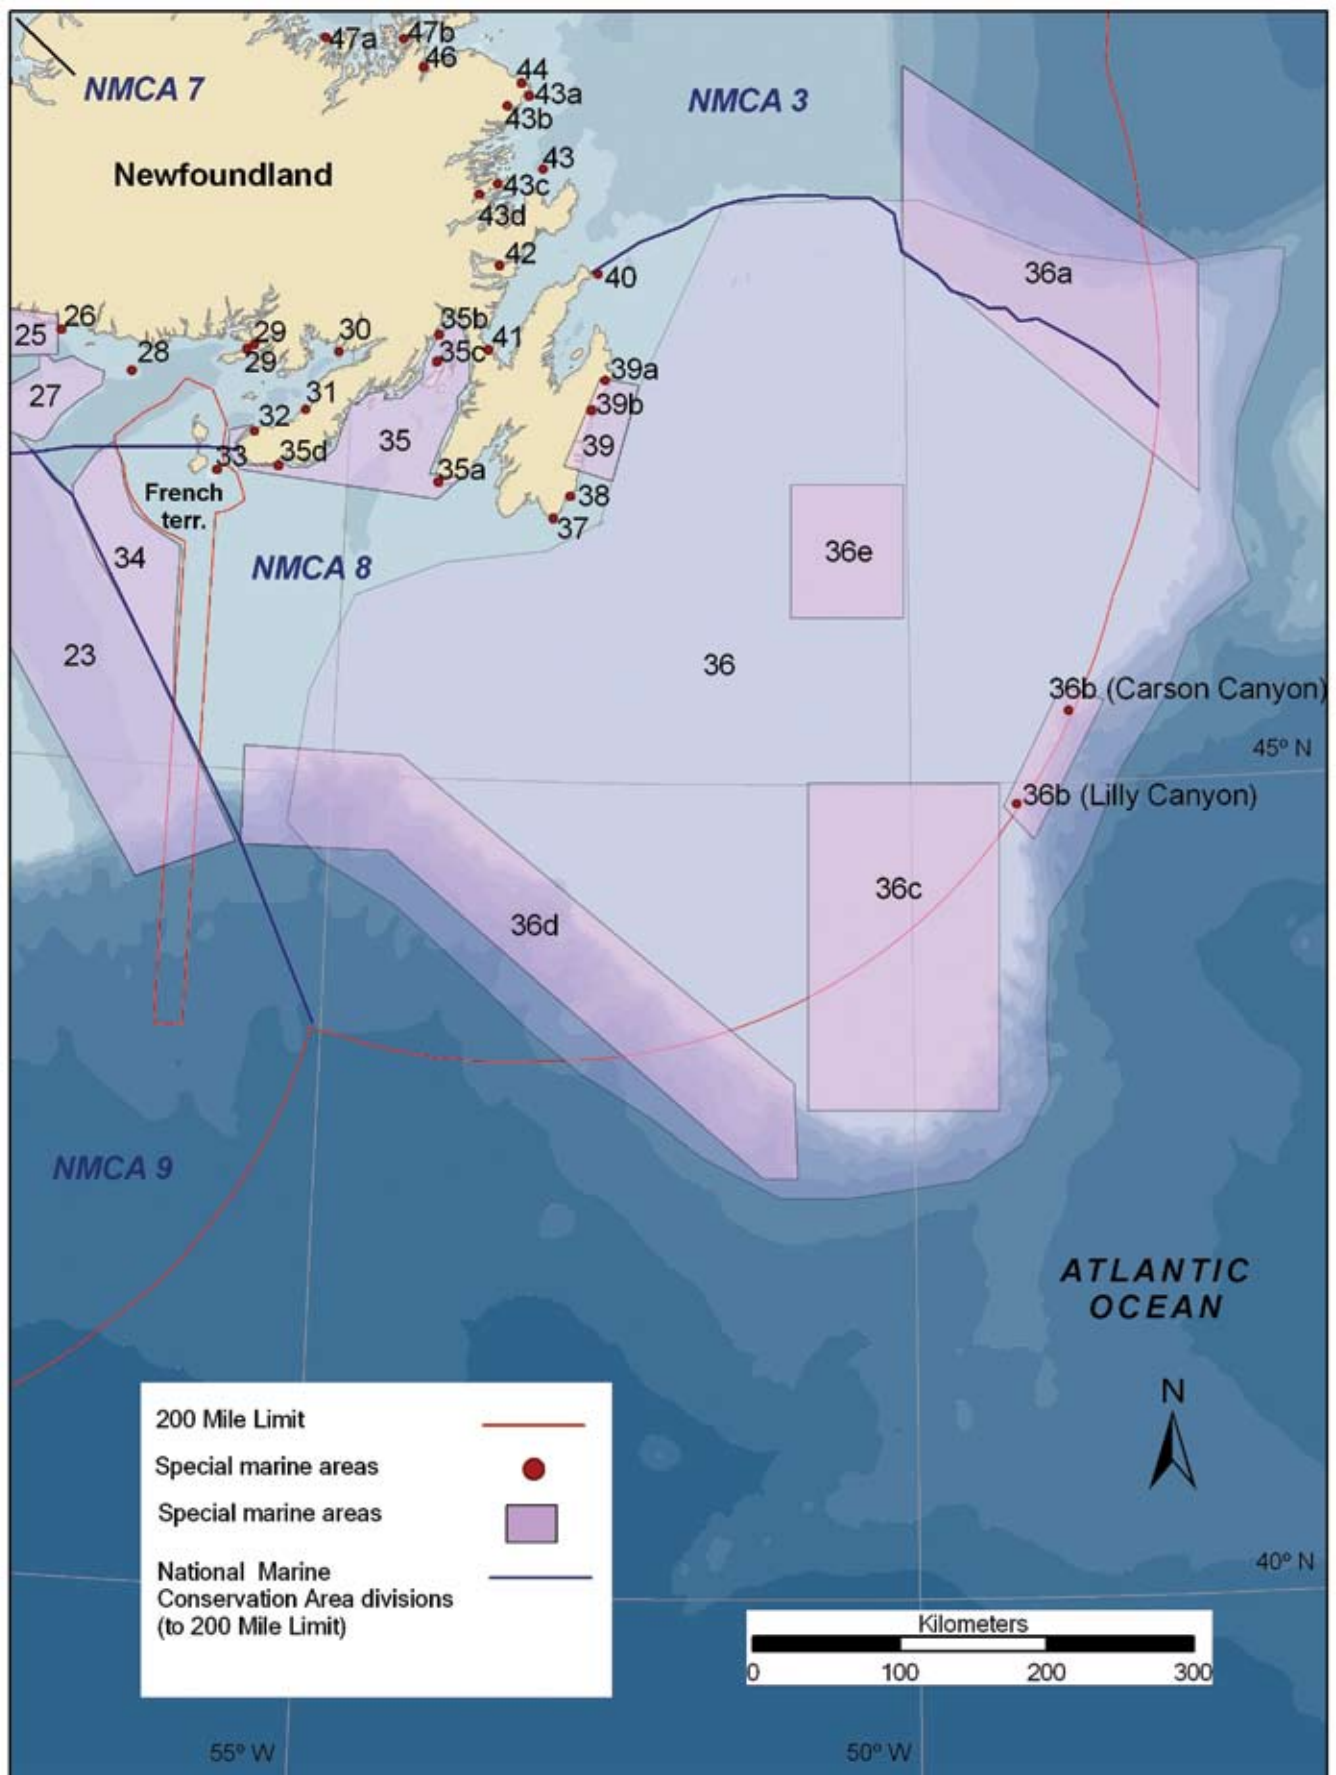 47a
47b
46
NMCA 7
44
43a
NMCA 3
43b
Newfoundland
43
43c
43d
42
36a
40
26
25
28
29
29
30
35b
41
35c
39a
27
31
39b
32
35
39
33
35d
35a
38
French
terr.
37
34
NMCA 8
36e
23
36
36b (Carson Canyon)
45º N
36b (Lilly Canyon)
36c
36d
NMCA 9
ATLANTIC
OCEAN
N
200 Mile Limit
Special marine areas
Special marine areas
National Marine
Conservation Area divisions
(to 200 Mile Limit)
40º N
Kilometers
0 100 200 300
55º W
50º W